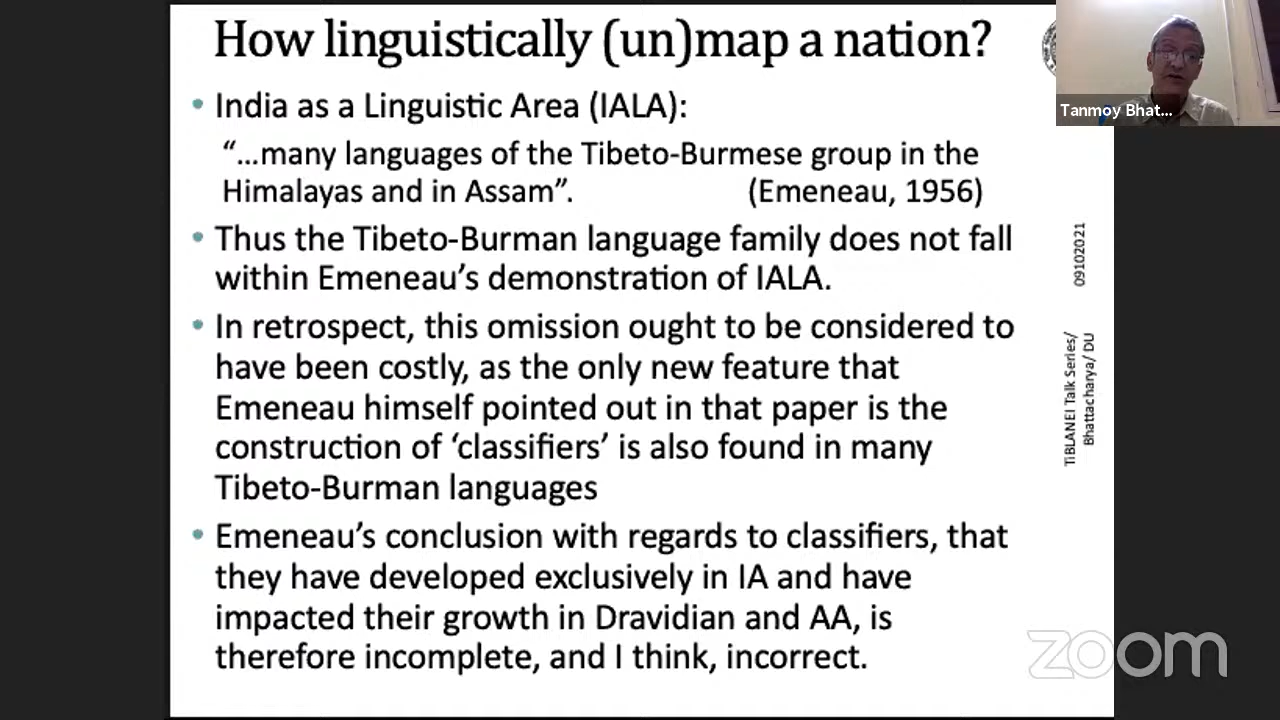 How linguistically (un)map a nation?
• India as a Linguistic Area (IALA):
“...many languages of the Tibeto-Burmese group in the
Himalayas and in Assam”. (Emeneau, 1956)
• Thus the Tibeto-Burman language family does not fall
within Emeneau’s demonstration of IALA.
• In retrospect, this omission ought to be considered to
have been costly, as the only new feature that
Emeneau himself pointed out in that paper is the
construction of ‘classifiers’ is also found in many
Tibeto-Burman languages
• Emeneau’s conclusion with regards to classifiers, that
they have developed exclusively in IA and have
impacted their growth in Dravidian and AA, is
therefore incomplete, and I think, incorrect.
Tanmoy Bhat...
09102021
TiBLANEI Talk Series/
Bhattacharya/ DU
zoom